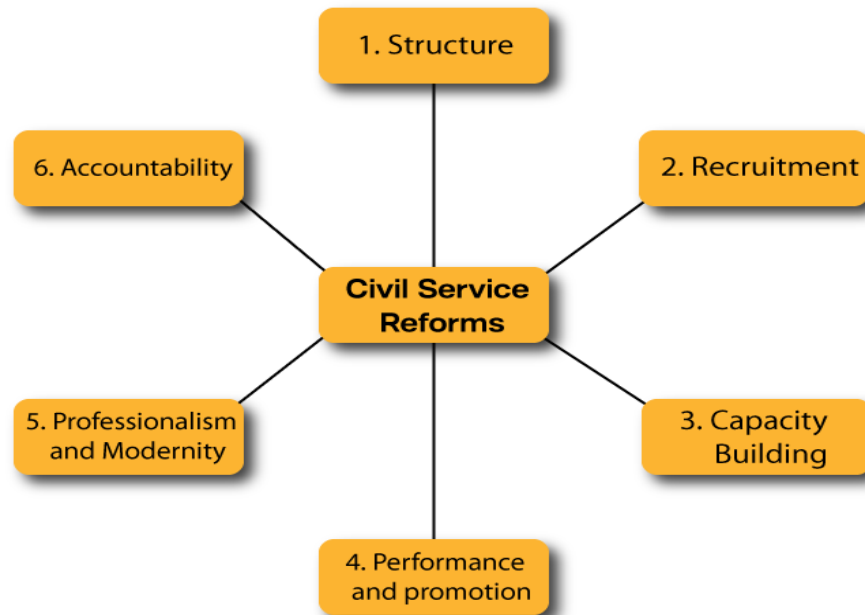 1. Structure
6. Accountability
2. Recruitment
Civil Service
Reforms
5. Professionalism
and Modernity
3. Capacity
Building
4. Performance
and promotion